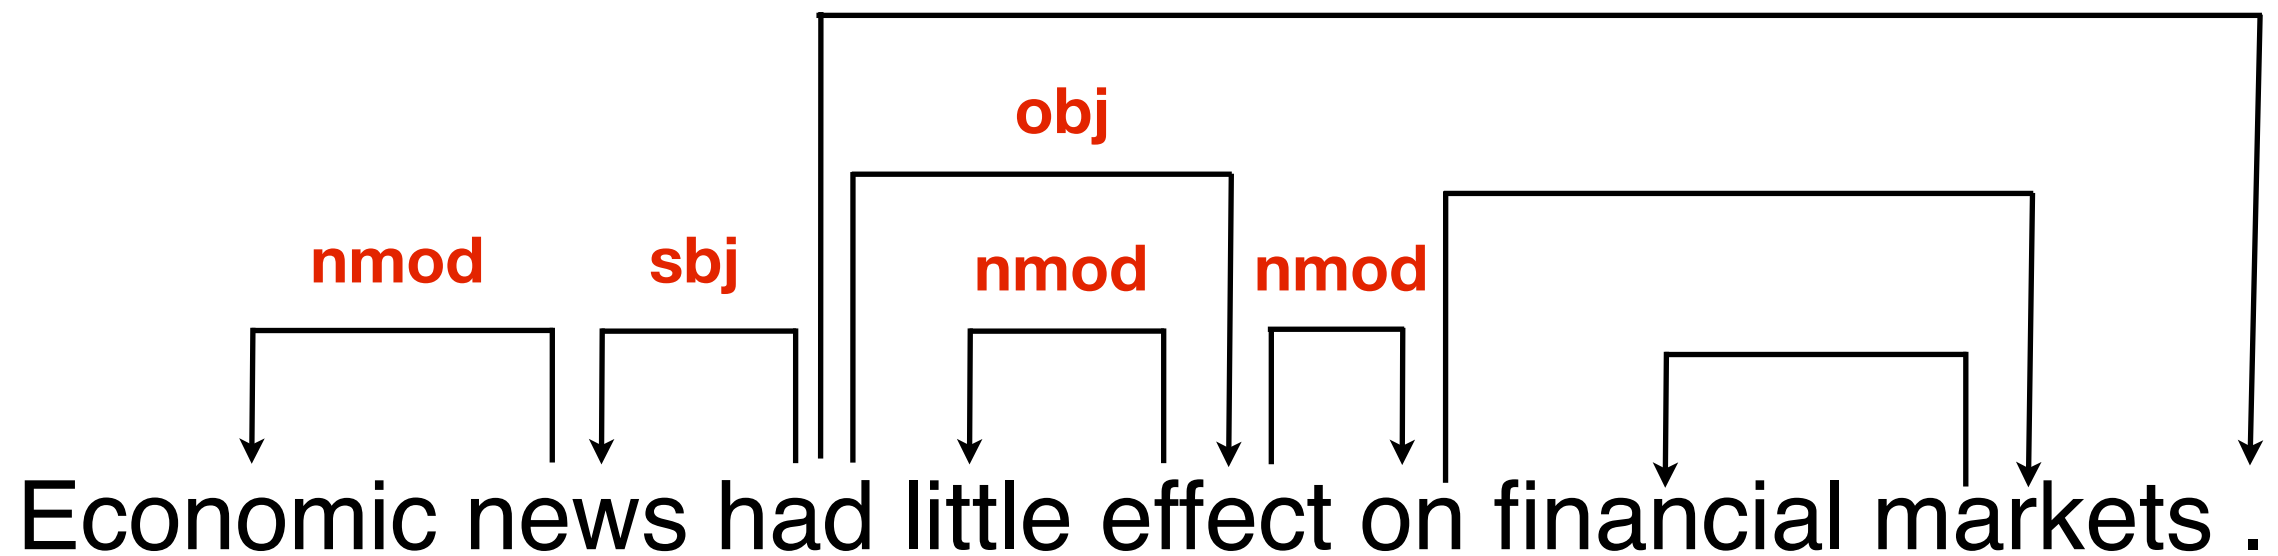 obj
nmod sbj nmod nmod
Economic news had little effect on financial markets .